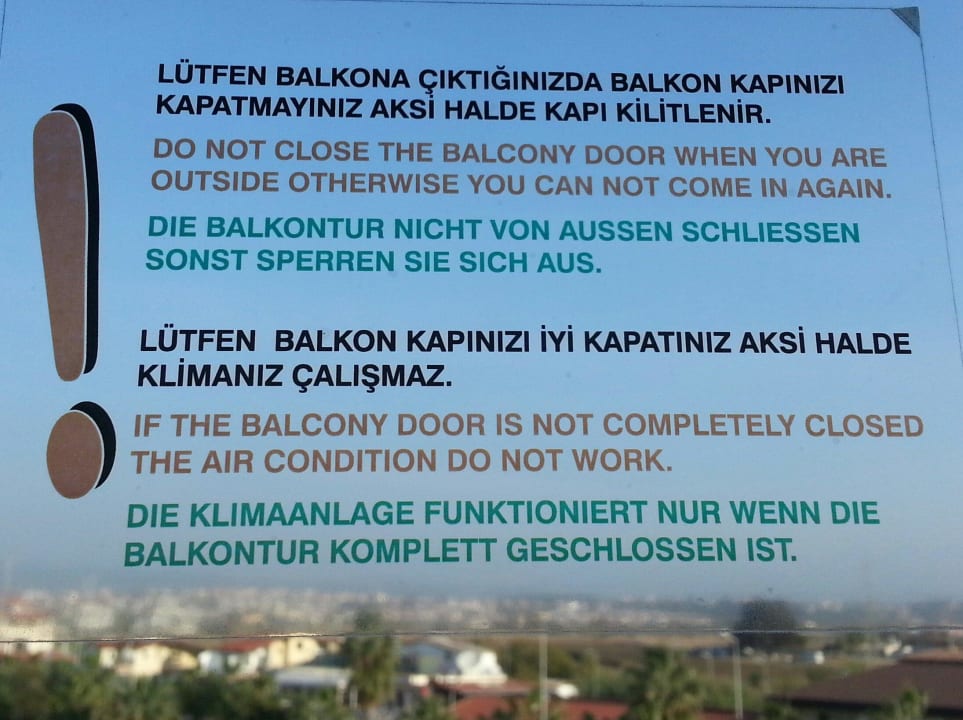 LÜTFEN BALKONA ÇIKTIĞINIZDA BALKON KAPINIZI
KAPATMAYINIZ AKSİ HALDE KAPI KİLİTLENİR.
DO NOT CLOSE THE BALCONY DOOR WHEN YOU ARE
OUTSIDE OTHERWISE YOU CAN NOT COME IN AGAIN.
DIE BALKONTUR NICHT VON AUSSEN SCHLIESSEN
SONST SPERREN SIE SICH AUS.
LÜTFEN BALKON KAPINIZI İYİ KAPATINIZ AKSİ HALDE
KLİMANIZ ÇALIŞMAZ.
IF THE BALCONY DOOR IS NOT COMPLETELY CLOSED
THE AIR CONDITION DO NOT WORK.
DIE KLIMAANLAGE FUNKTIONIERT NUR WENN DIE
BALKONTUR KOMPLETT GESCHLOSSEN IST.